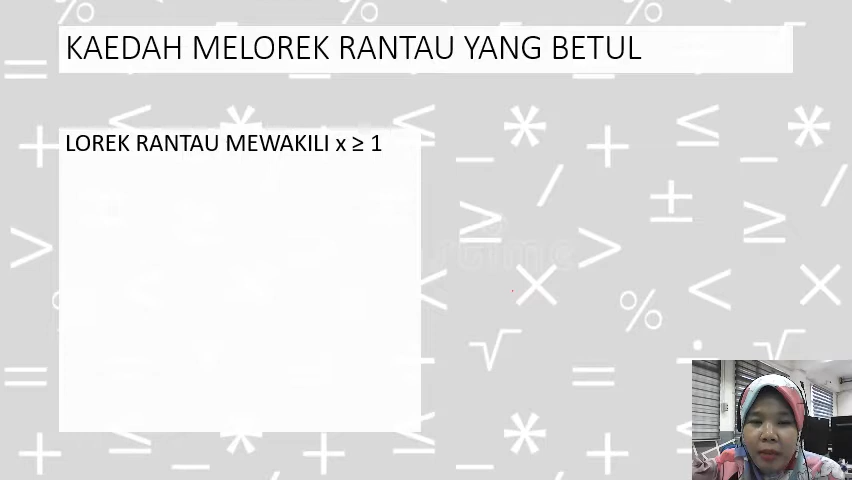 KAEDAH MELOREK RANTAU YANG BETUL
LOREK RANTAU MEWAKILI x ≥ 1